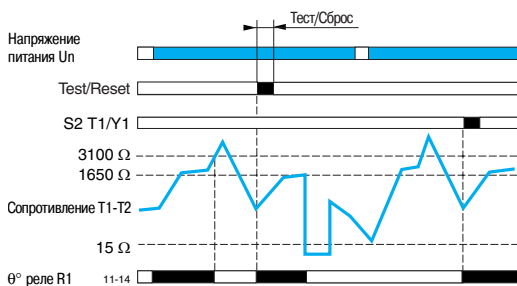 Тест/Сброс
Напряжение
питания Un
Test/Reset
S2 T1/Y1
3100 Ω
1650 Ω
Сопротивление T1-T2
15 Ω
θ° реле R1 11-14